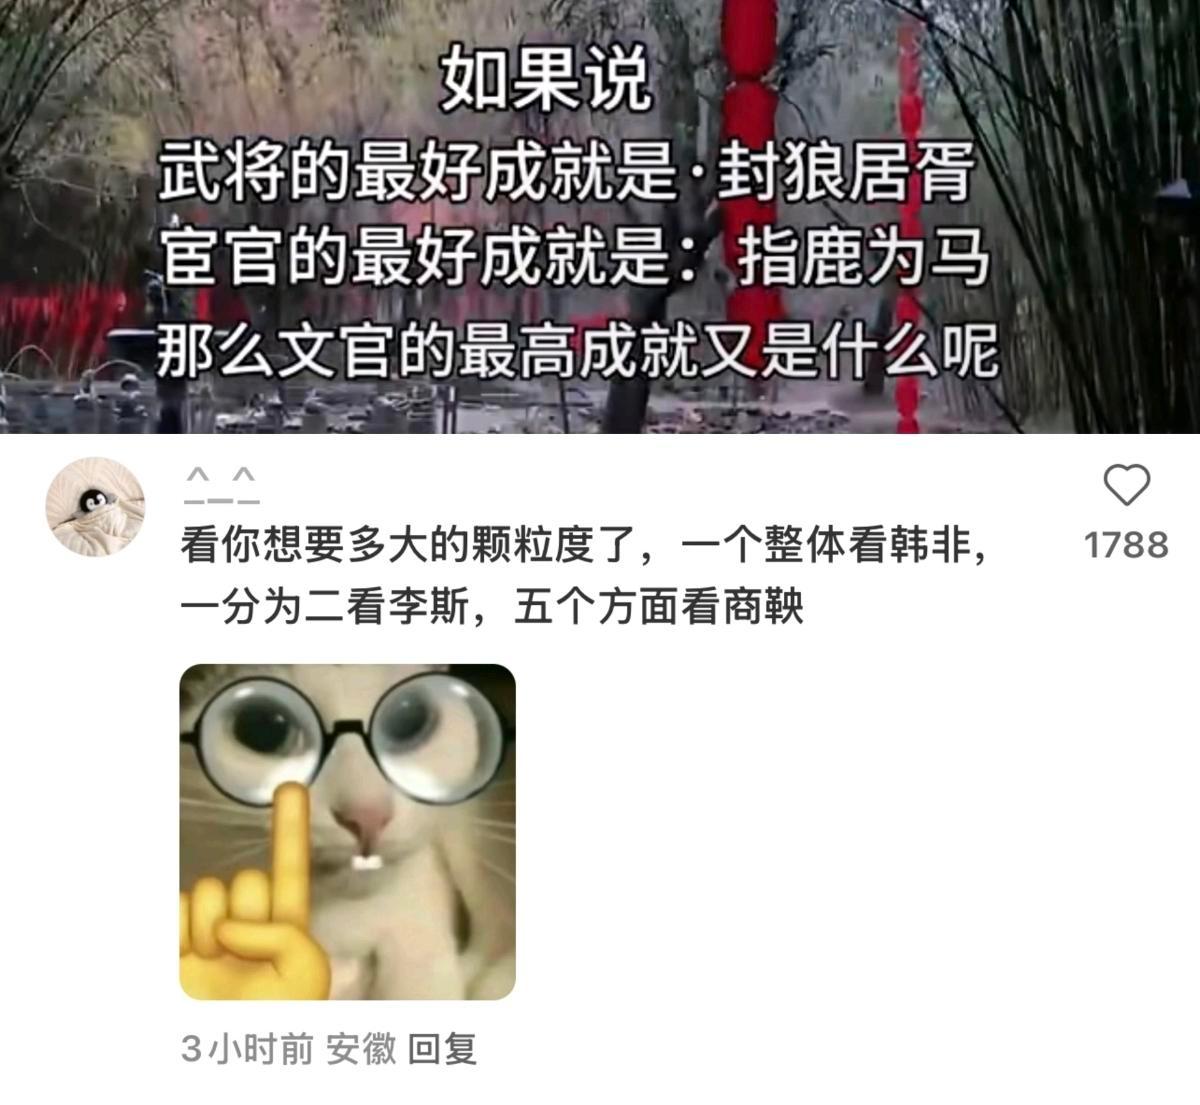 如果说
武将的最好成就是·封狼居胥
宦官的最好成就是：指鹿为马
那么文官的最高成就又是什么呢
^_^
1788
看你想要多大的颗粒度了，一个整体看韩非，
一分为二看李斯，五个方面看商鞅
3小时前 安徽 回复